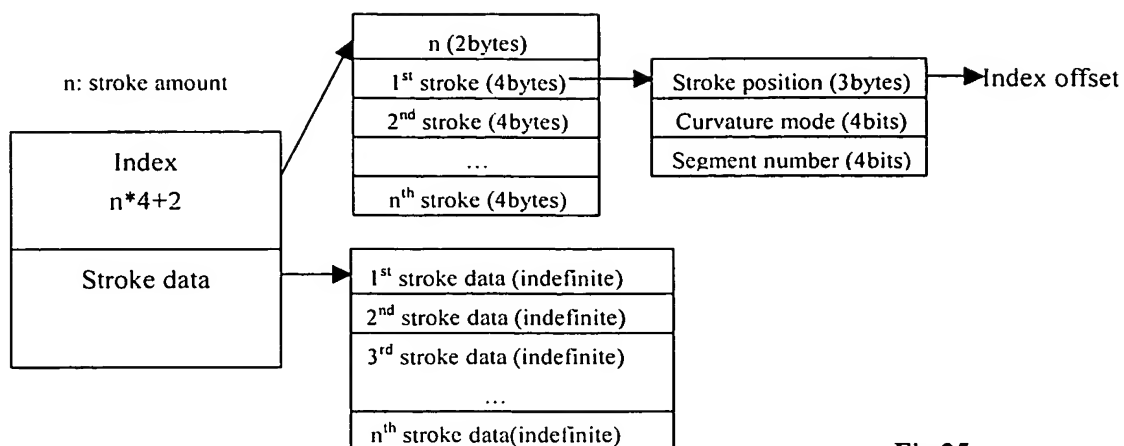 n: stroke amount
Index
n*4+2
Stroke data
n (2bytes)
1st stroke (4bytes)
2nd stroke (4bytes)
...
nth stroke (4bytes)
Stroke position (3bytes)
Curvature mode (4bits)
Segment number (4bits)
Index offset
1st stroke data (indefinite)
2nd stroke data (indefinite)
3rd stroke data (indefinite)
...
nth stroke data(indefinite)